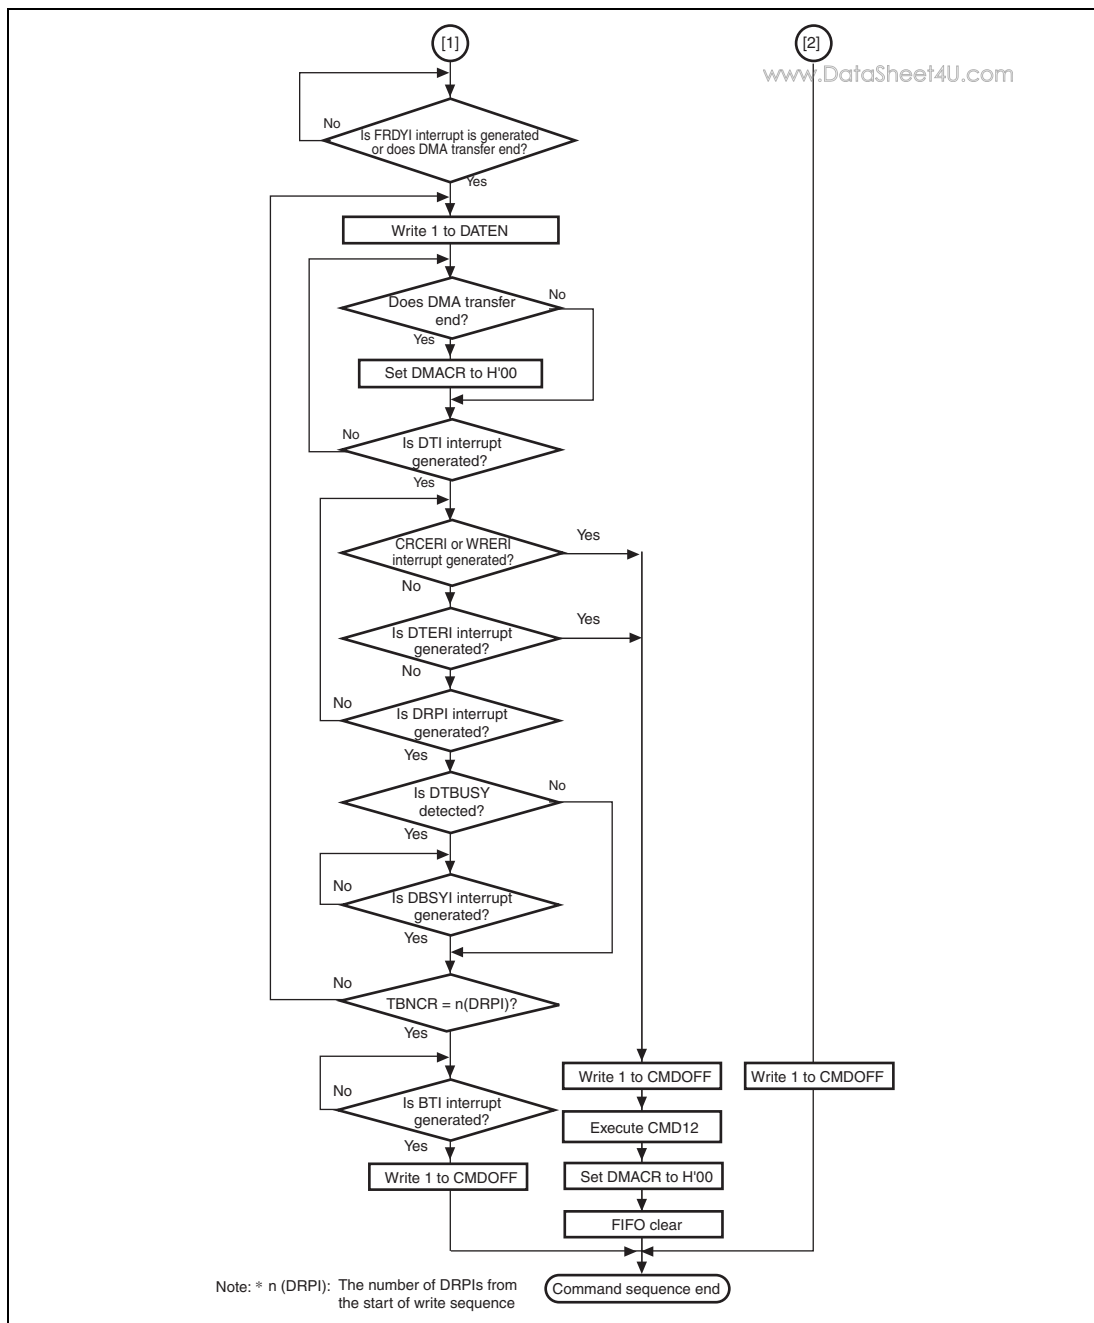 [1]
[2]
www.DataSheet4U.com
No
Is FRDYI interrupt is generated
or does DMA transfer end?
Yes
Write 1 to DATEN
Does DMA transfer
end?
No
Yes
Set DMACR to H'00
No
Is DTI interrupt
generated?
Yes
CRCERI or WRERI
interrupt generated?
Yes
No
Is DTERI interrupt
generated?
Yes
No
No
Is DRPI interrupt
generated?
Yes
Is DTBUSY
detected?
No
Yes
No
Is DBSYI interrupt
generated?
Yes
No
TBNCR = n(DRPI)?
Yes
No
Is BTI interrupt
generated?
Yes
Write 1 to CMDOFF
Write 1 to CMDOFF
Execute CMD12
Set DMACR to H'00
FIFO clear
Write 1 to CMDOFF
Command sequence end
Note: * n (DRPI): The number of DRPIs from
the start of write sequence